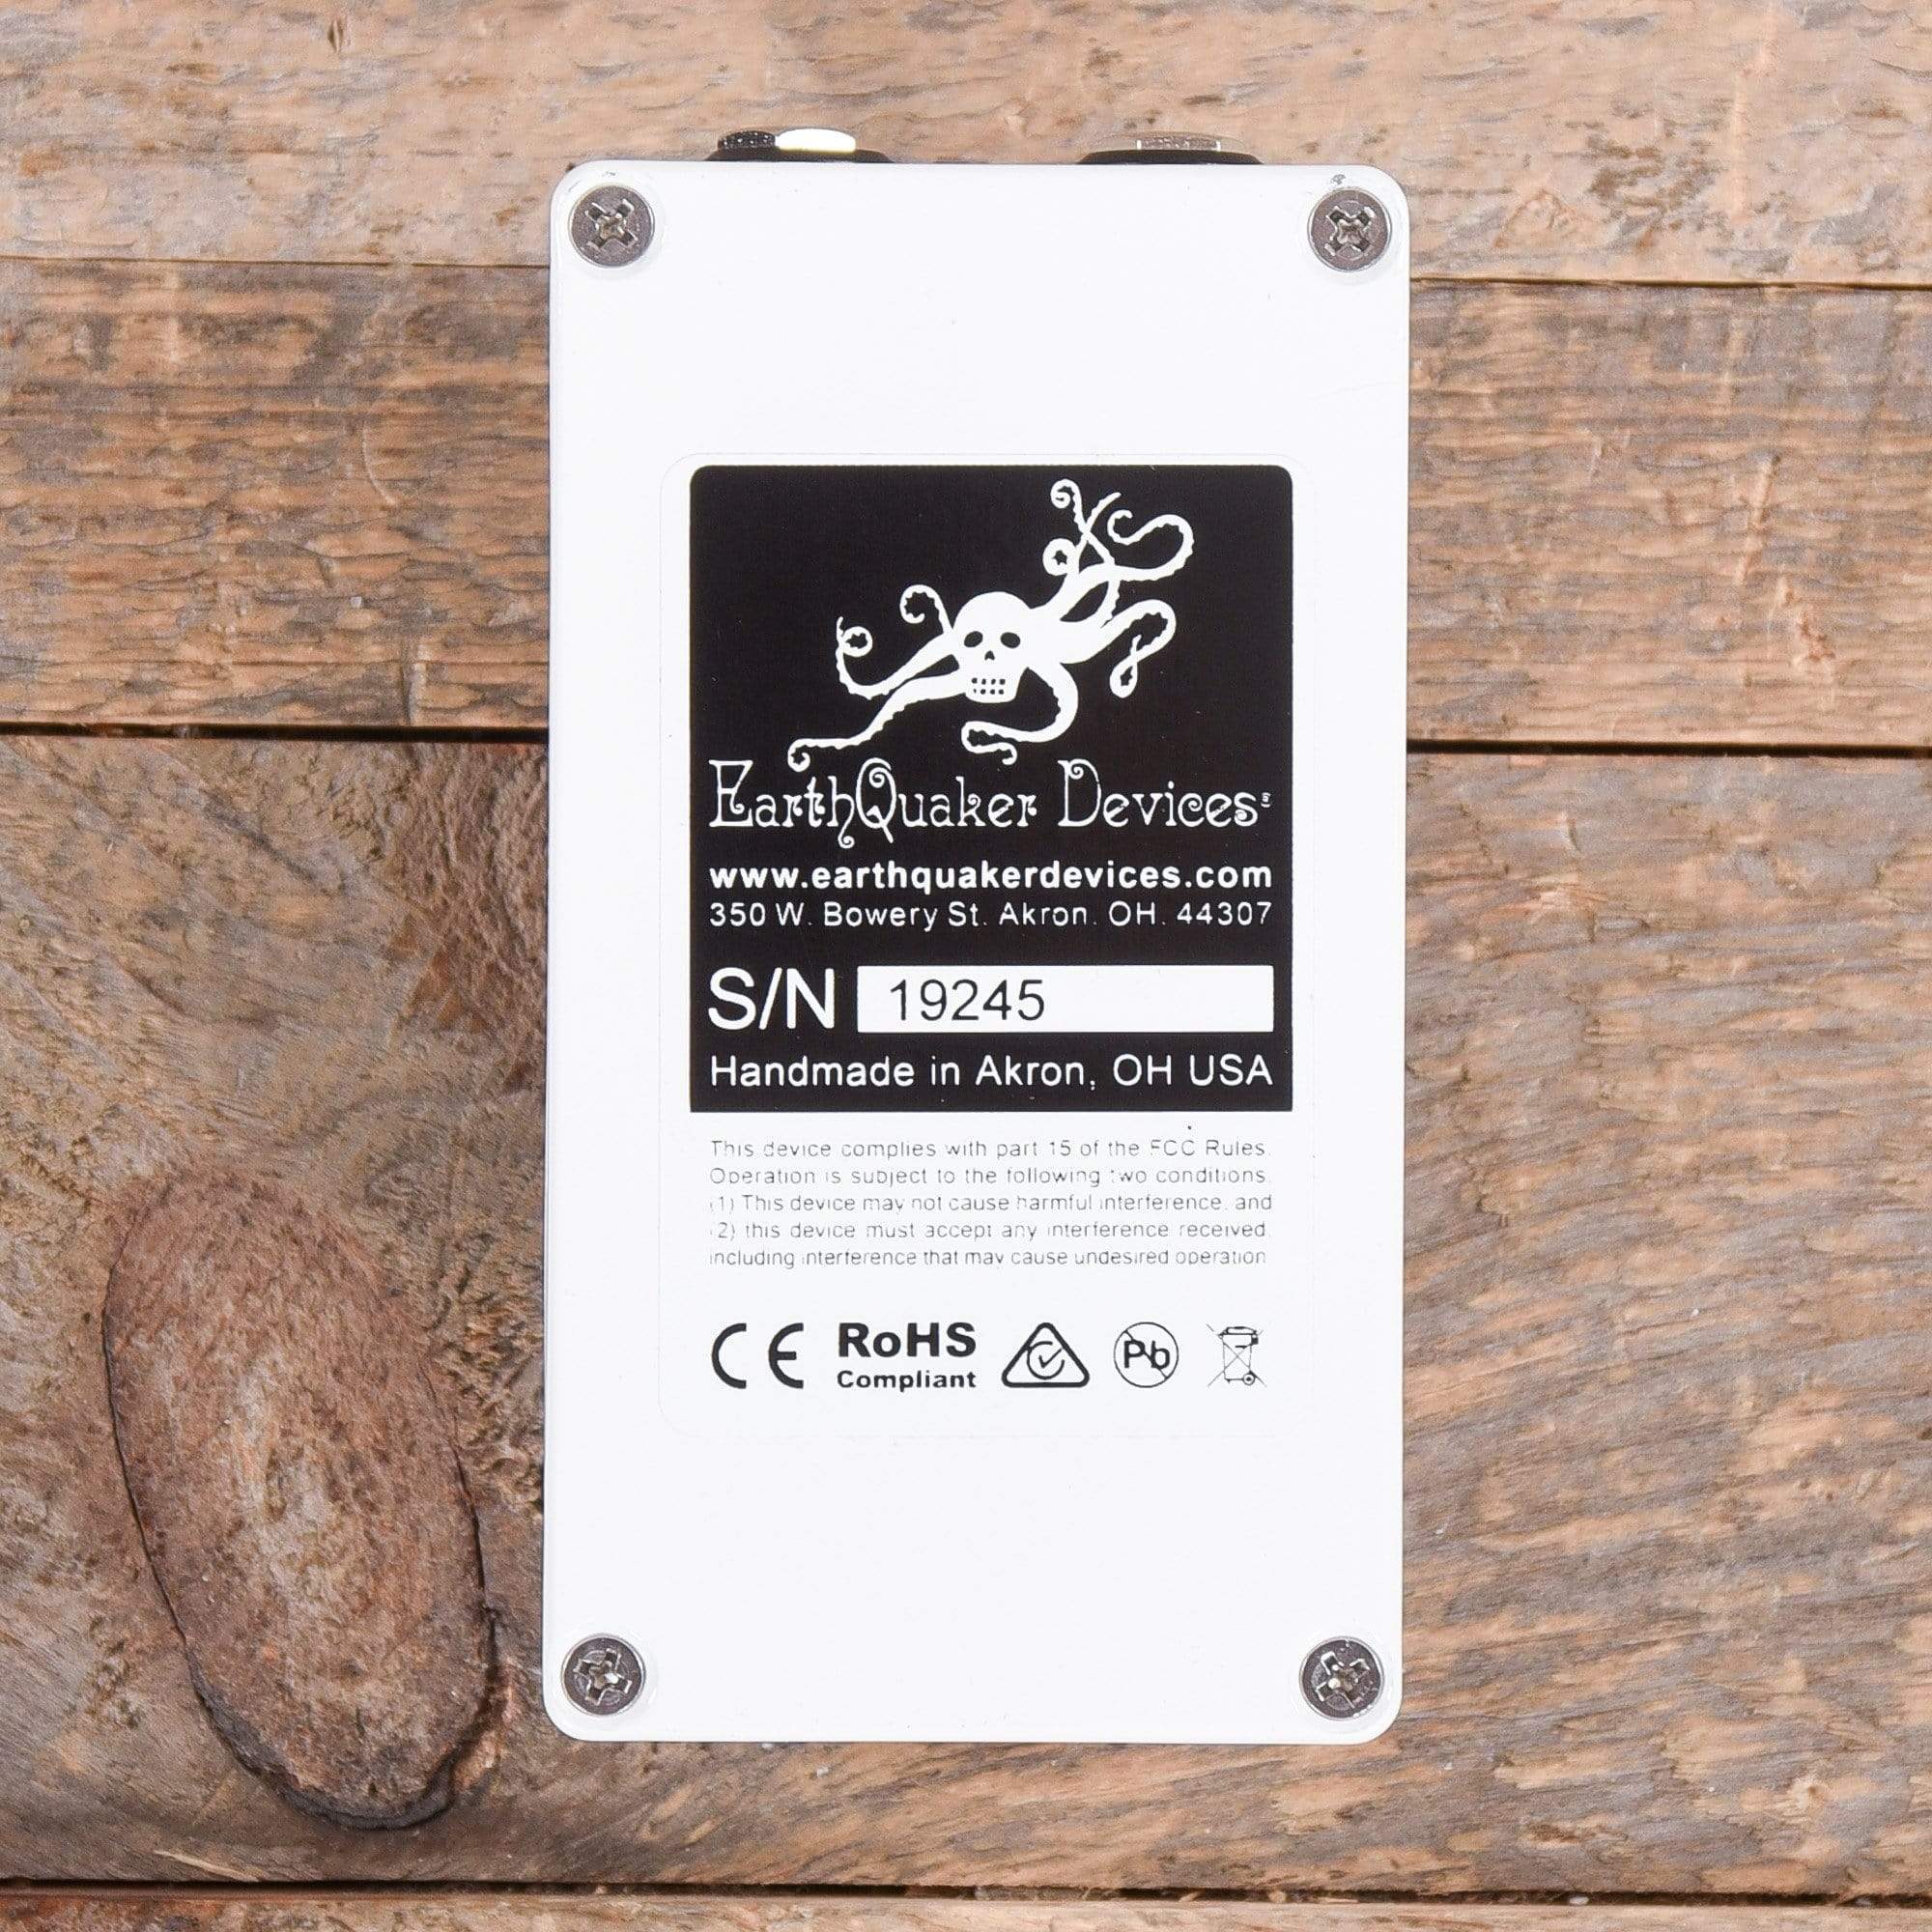 EarthQuaker Devices
www.earthquakerdevices.com
350 W. Bowery St. Akron. OH. 44307
S/N 19245
Handmade in Akron, OH USA
This device complies with part 15 of the FCC Rules.
Operation is subject to the following two conditions.
(1) This device may not cause harmful interference, and
(2) this device must accept any interference received,
including interference that may cause undesired operation
CE RoHS
Compliant
Pb